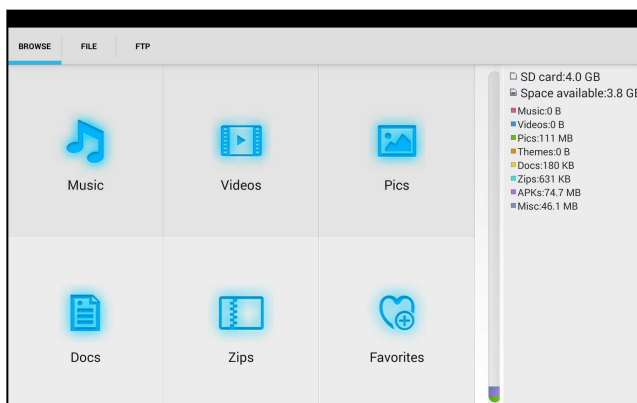 BROWSE FILE FTP
Music Videos Pics
Docs Zips Favorites
SD card:4.0 GB
Space available:3.8 GB
Music:0 B
Videos:0 B
Pics:111 MB
Themes:0 B
Docs:180 KB
Zips:631 KB
APKs:74.7 MB
Misc:46.1 MB